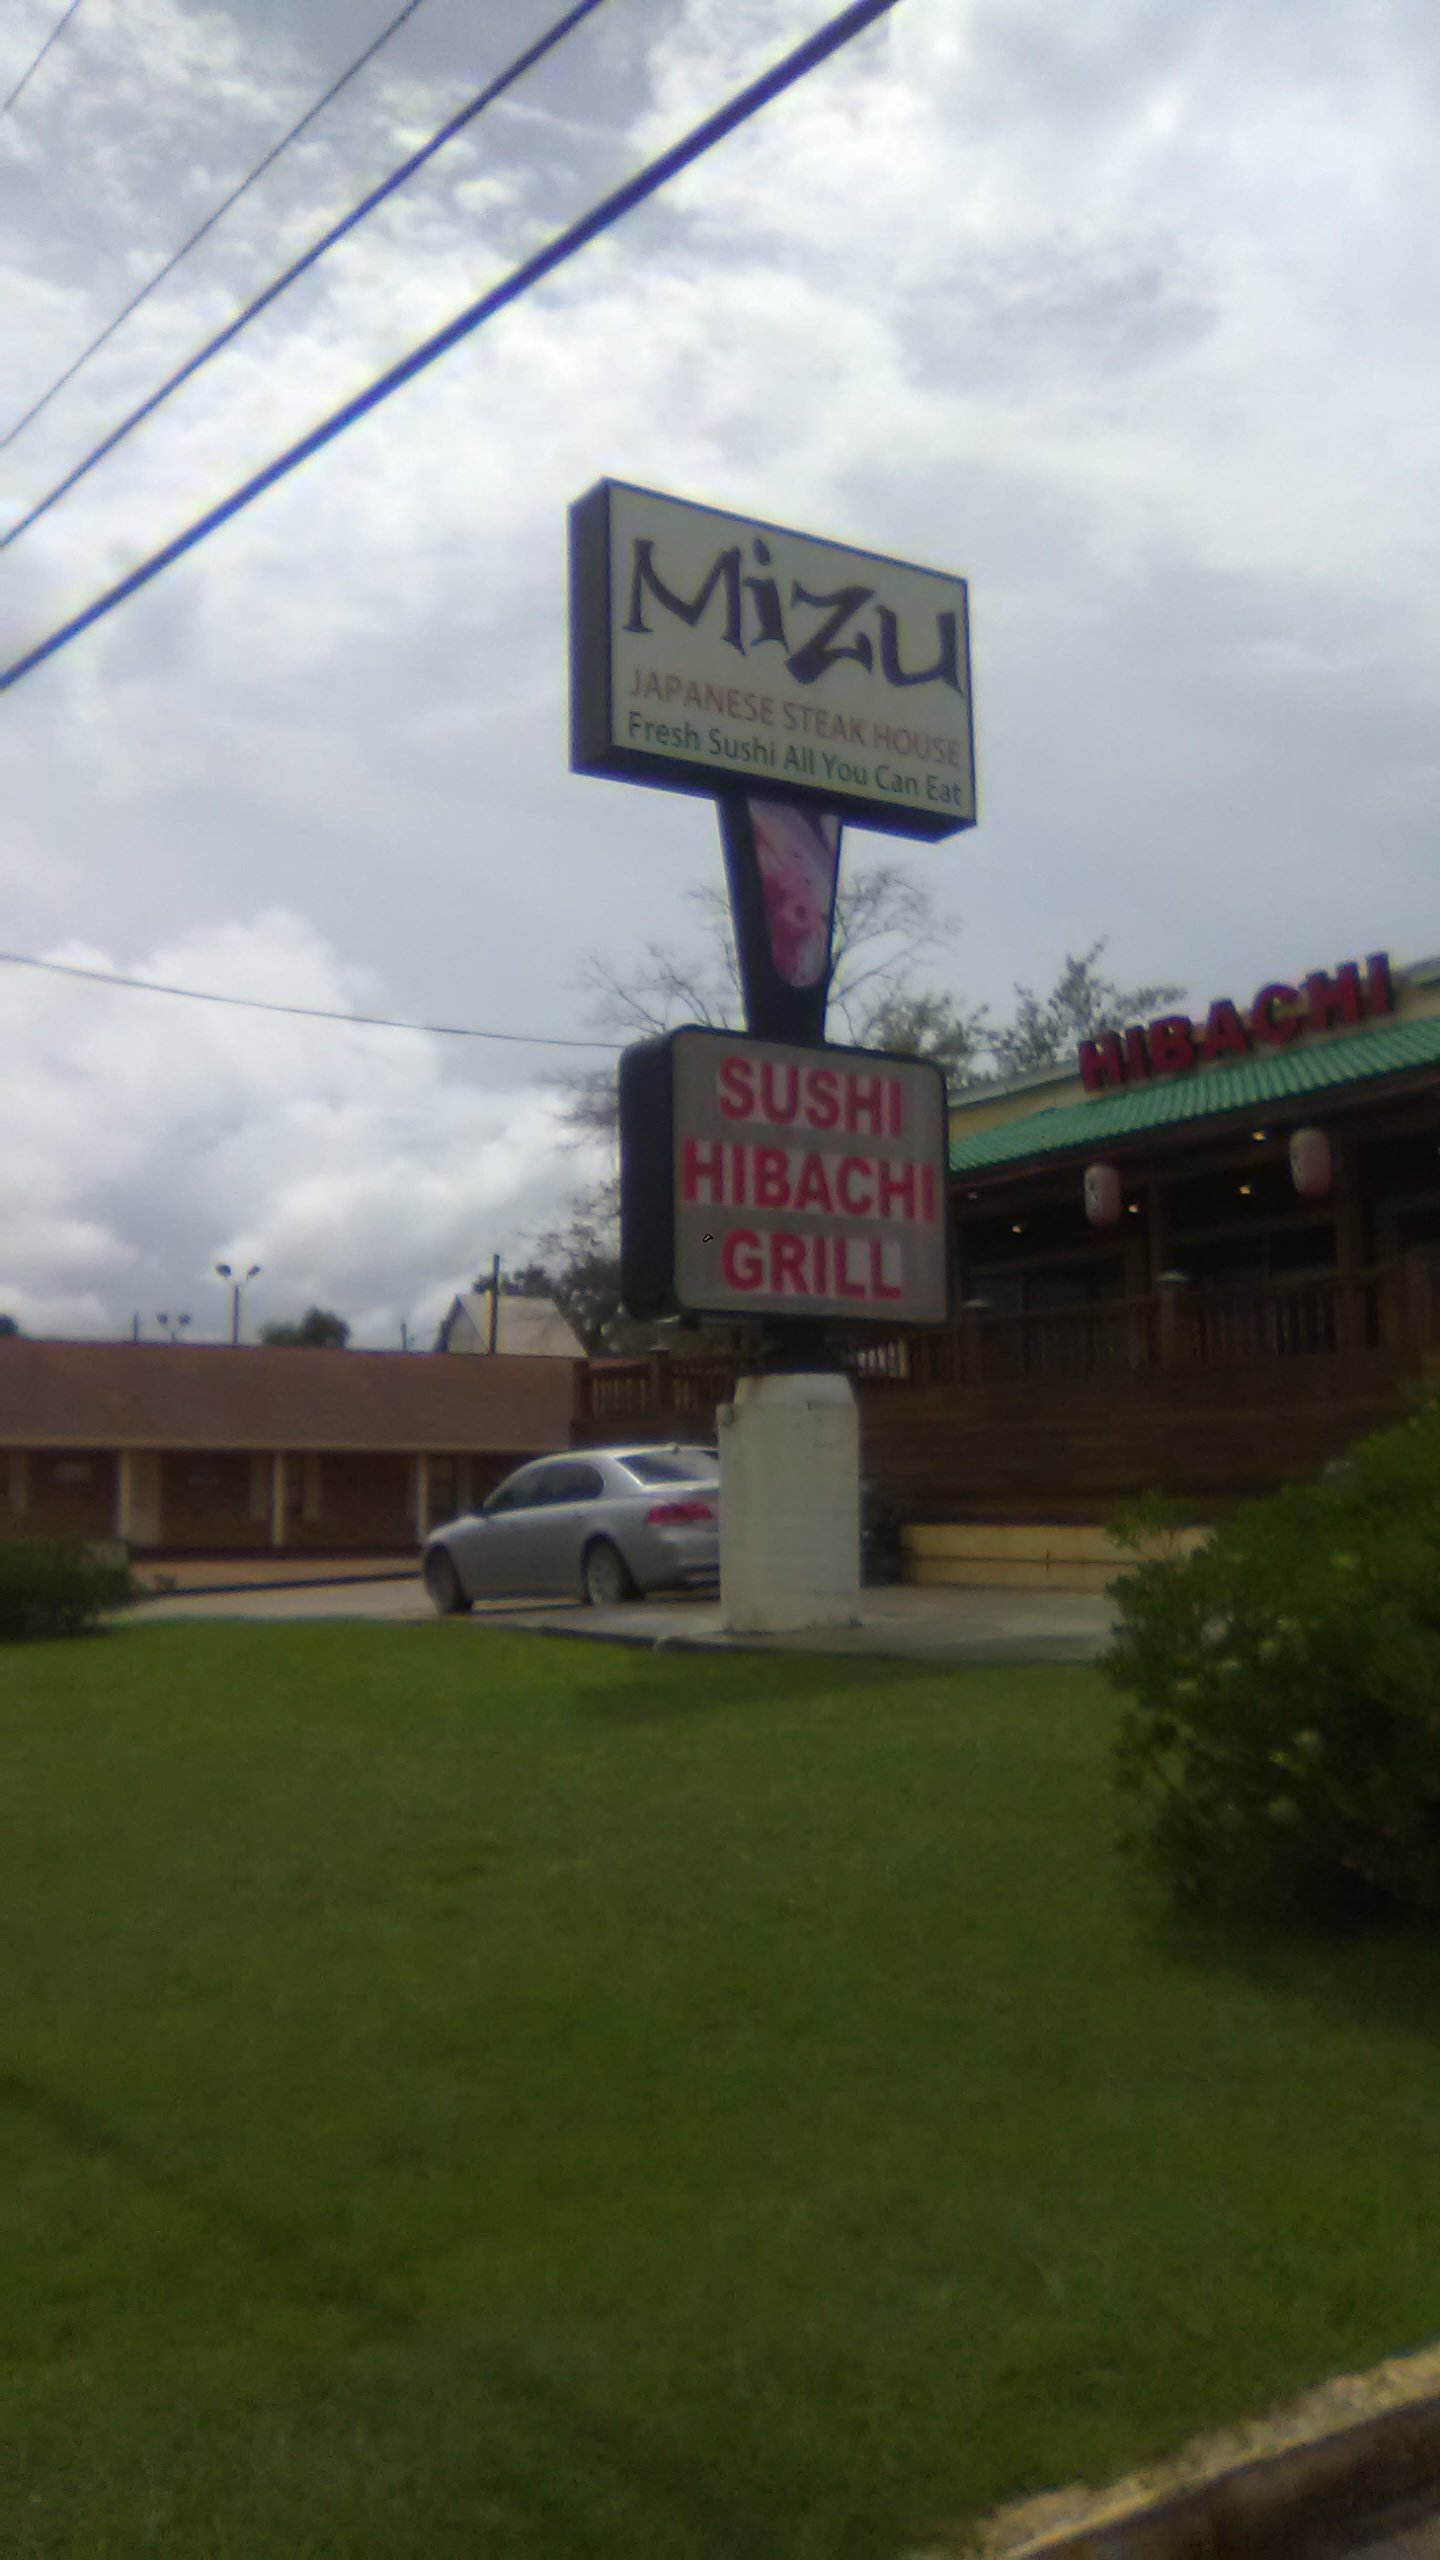 Mizu
JAPANESE STEAK HOUSE
Fresh Sushi All You Can Eat
SUSHI
HIBACHI
GRILL
HIBACHI